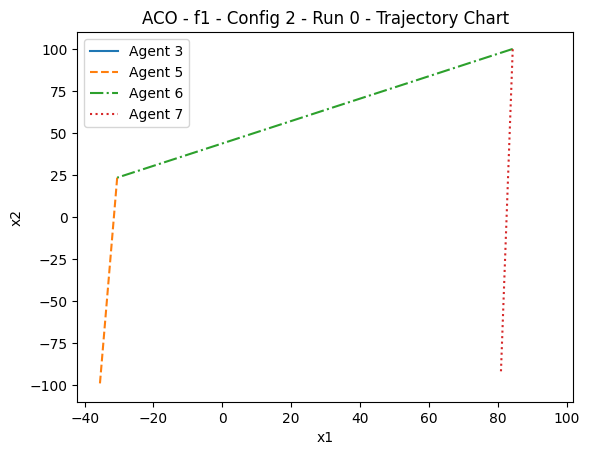 ACO - f1 - Config 2 - Run 0 - Trajectory Chart
Agent 3
Agent 5
Agent 6
Agent 7
x2
100
75
50
25
0
−25
−50
−75
−100
−40
−20
0
20
40
60
80
100
x1